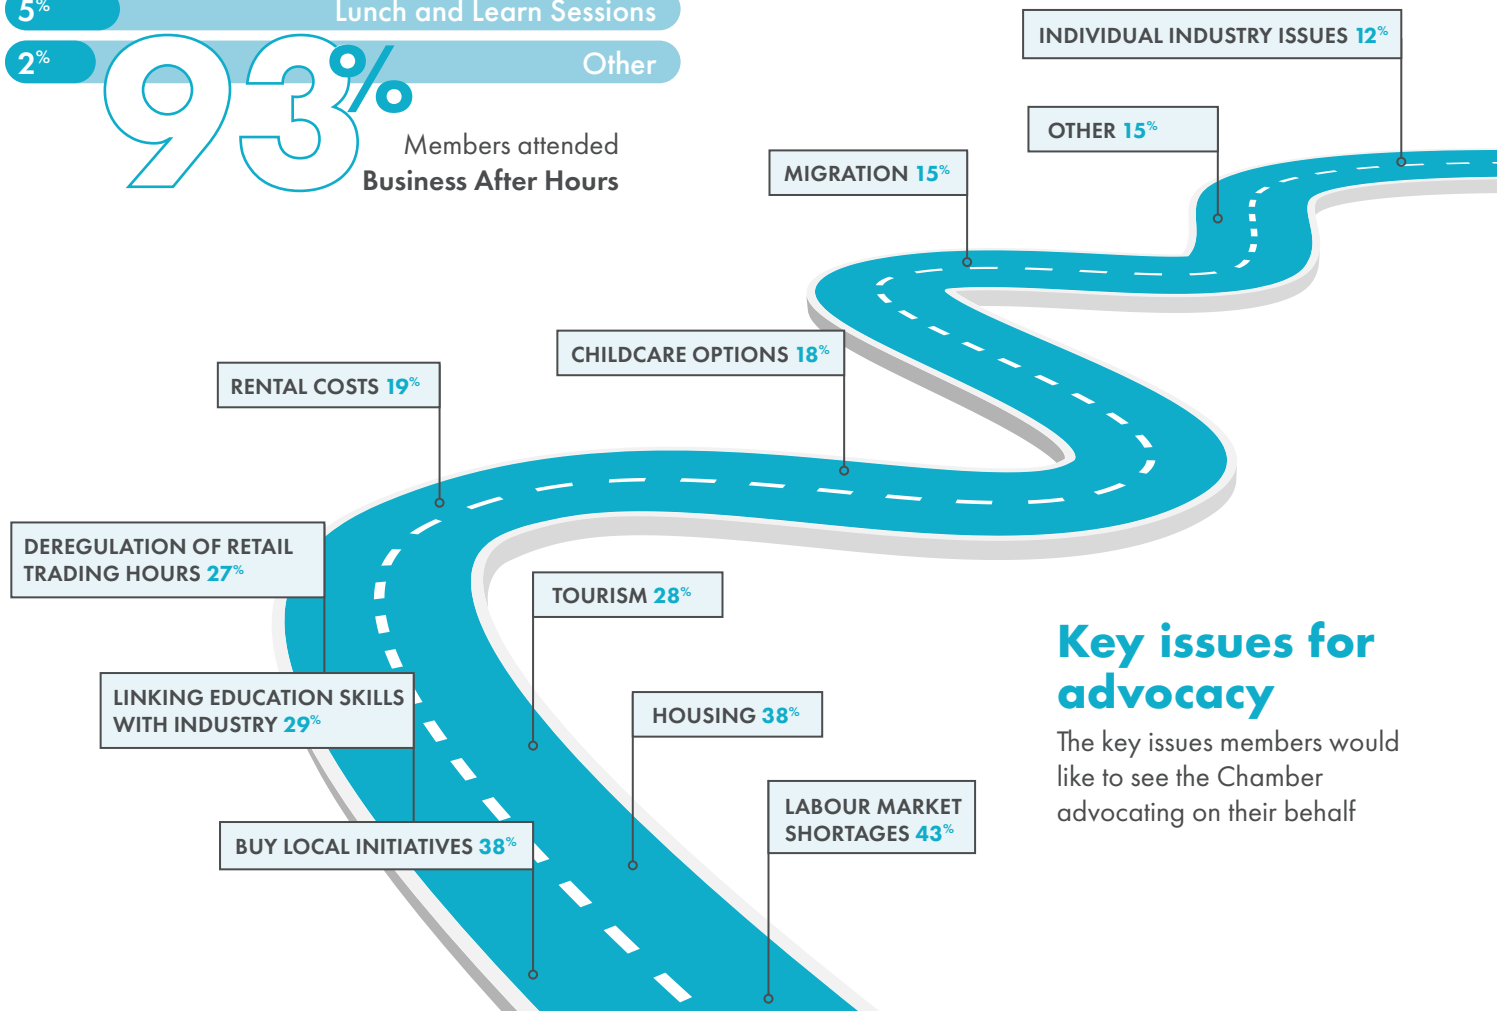 5% Lunch and Learn Sessions
2% Other
93%
Members attended
Business After Hours
INDIVIDUAL INDUSTRY ISSUES 12%
OTHER 15%
MIGRATION 15%
CHILDCARE OPTIONS 18%
RENTAL COSTS 19%
DEREGULATION OF RETAIL
TRADING HOURS 27%
TOURISM 28%
LINKING EDUCATION SKILLS
WITH INDUSTRY 29%
HOUSING 38%
BUY LOCAL INITIATIVES 38%
LABOUR MARKET
SHORTAGES 43%
Key issues for
advocacy
The key issues members would
like to see the Chamber
advocating on their behalf